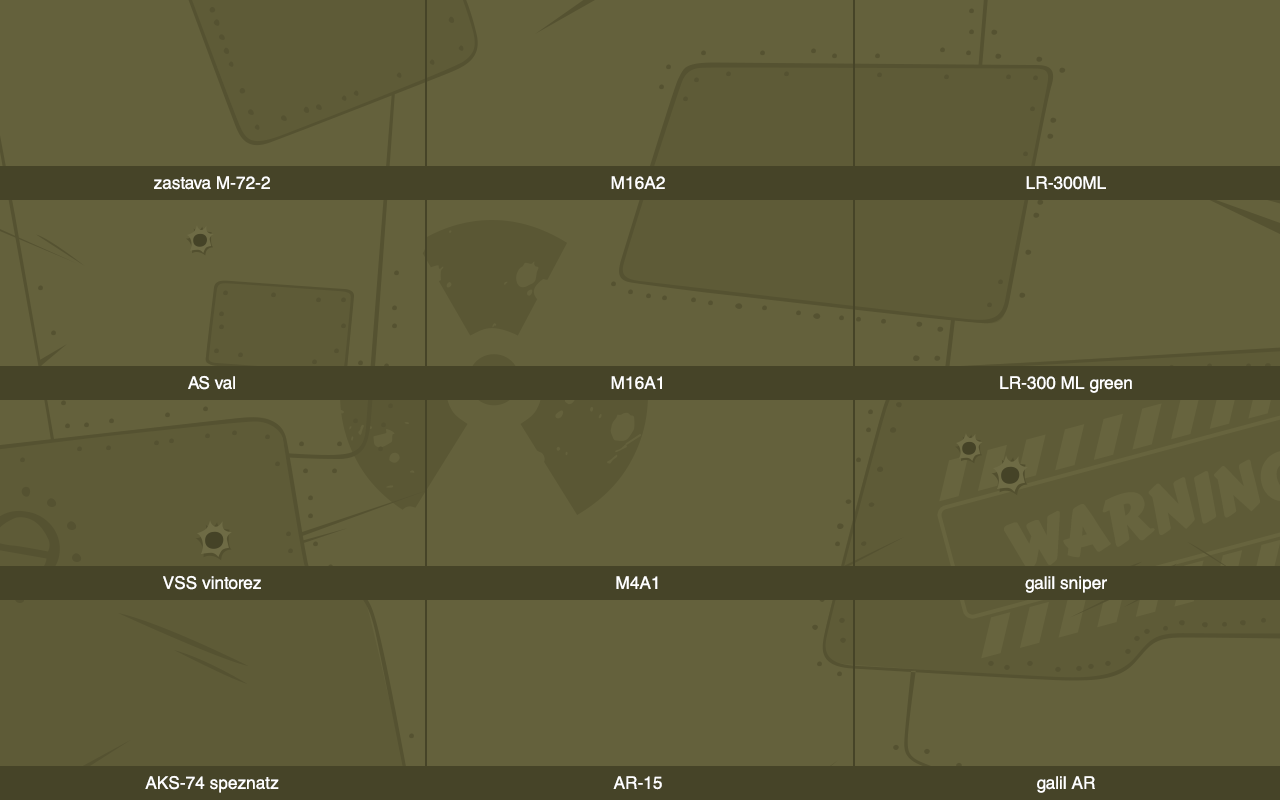 zastava M-72-2
M16A2
LR-300ML
AS val
M16A1
LR-300 ML green
VSS vintorez
M4A1
galil sniper
WARNING
AKS-74 speznatz
AR-15
galil AR